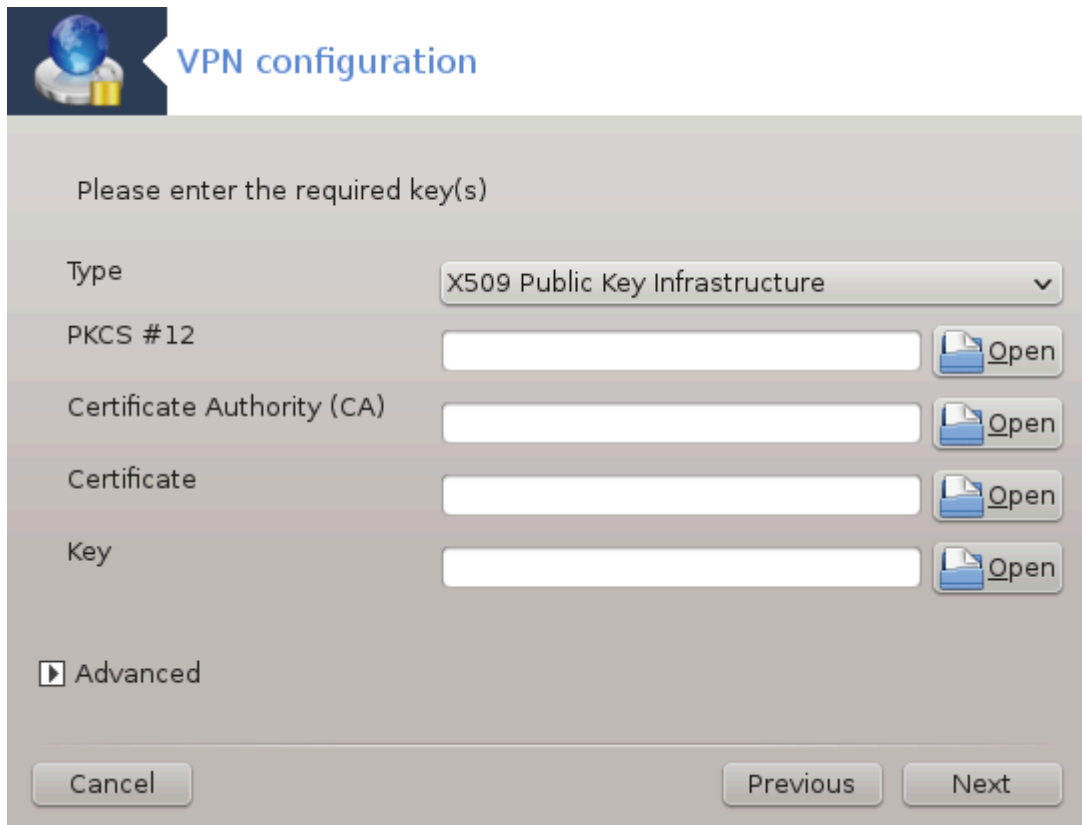 VPN configuration
Please enter the required key(s)
Type
X509 Public Key Infrastructure
PKCS #12
Open
Certificate Authority (CA)
Open
Certificate
Open
Key
Open
Advanced
Cancel
Previous
Next